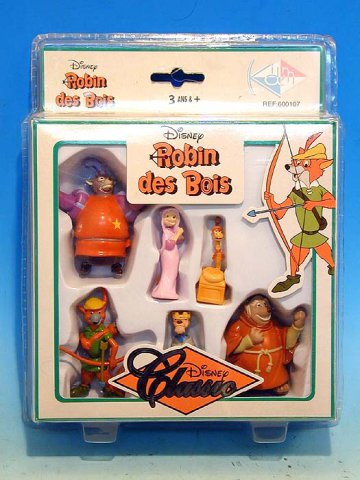 Disney
Robin
des Bois
3 ANS & +
REF:600107
Disney
Robin
des Bois
Disney
Classic